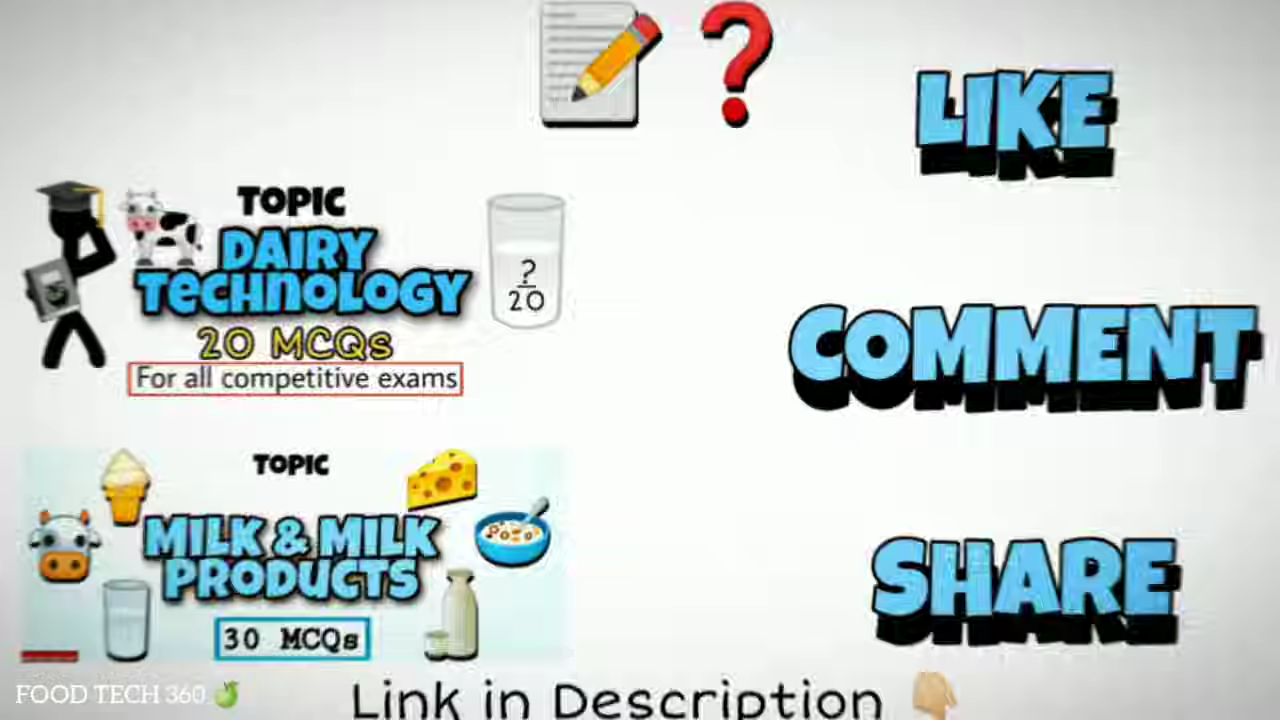 TOPIC
DAIRY
TECHNOLOGY
20 MCQs
For all competitive exams
?
20
TOPIC
MILK & MILK
PRODUCTS
30 MCQs
LIKE
COMMENT
SHARE
FOOD TECH 360
Link in Description